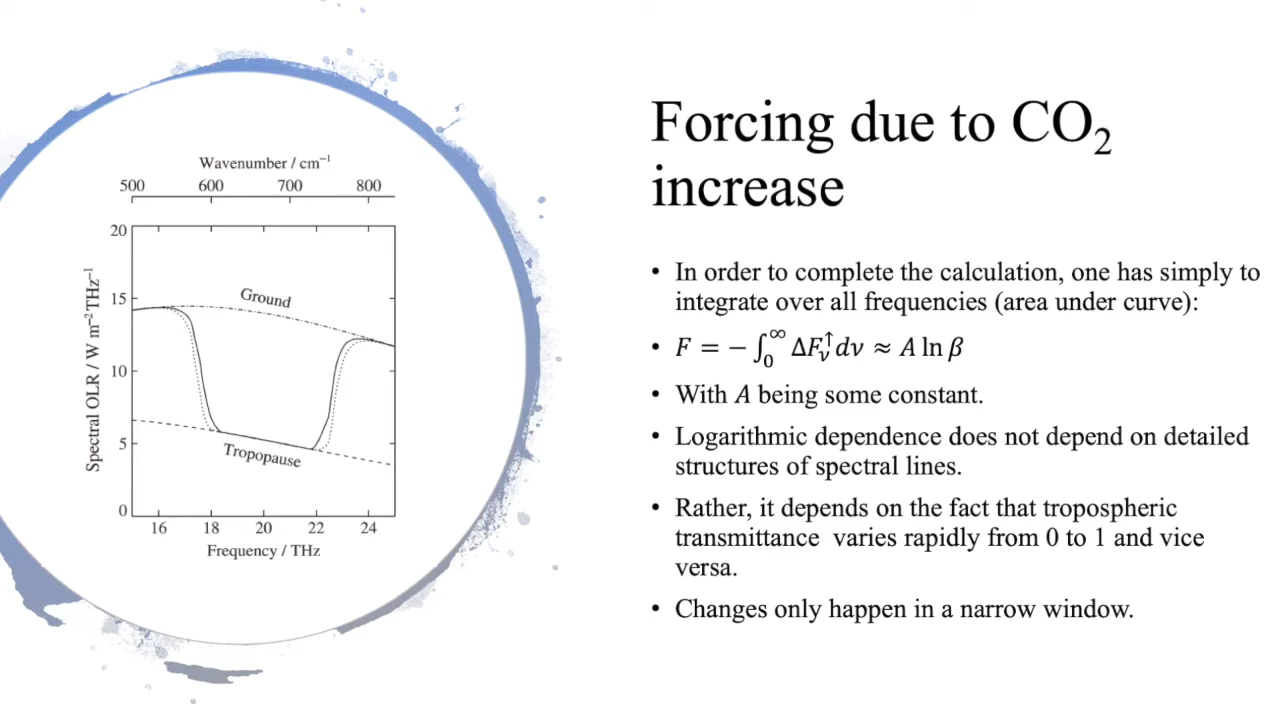 Forcing due to CO₂
increase
Wavenumber / cm⁻¹
500 600 700 800
20
15
10
5
0
Spectral OLR / W m⁻² THz⁻¹
Ground
Tropopause
16 18 20 22 24
Frequency / THz
• In order to complete the calculation, one has simply to
integrate over all frequencies (area under curve):
• F = − ∫₀^∞ ΔF_ν^↑ dν ≈ A ln β
• With A being some constant.
• Logarithmic dependence does not depend on detailed
structures of spectral lines.
• Rather, it depends on the fact that tropospheric
transmittance varies rapidly from 0 to 1 and vice
versa.
• Changes only happen in a narrow window.